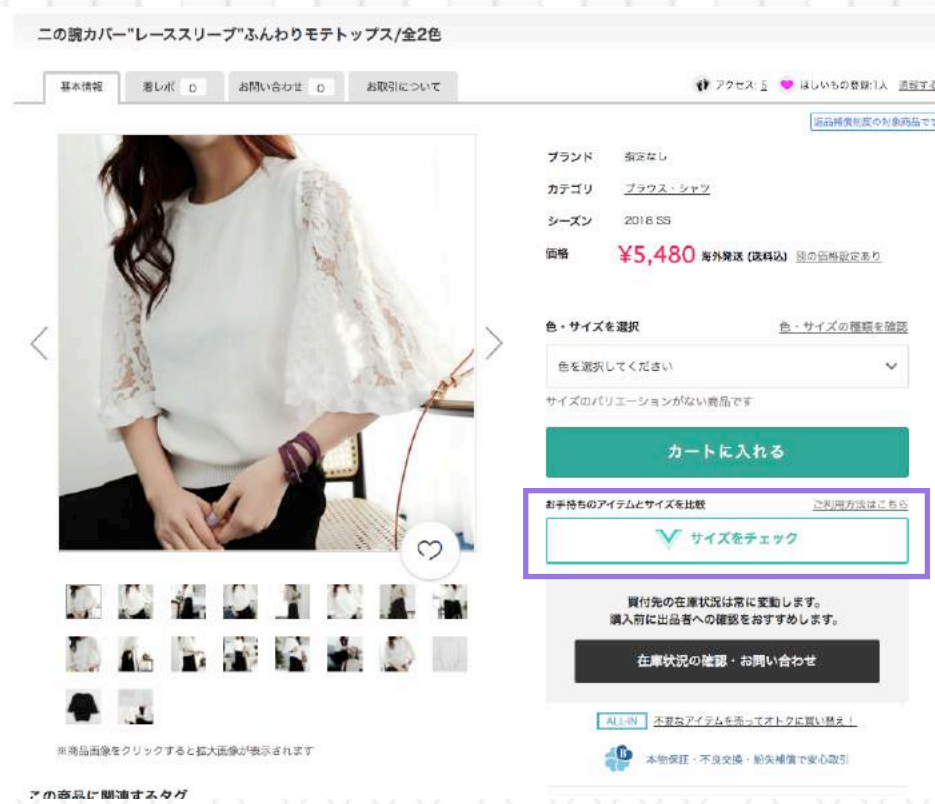 二の腕カバー"レーススリーブ"ふんわりモテトップス/全2色
基本情報
着レポ 0
お問い合わせ 0
お取引について
アクセス: 5
ほしいもの登録:1人
通報する
返品補償制度の対象商品です
ブランド 指定なし
カテゴリ ブラウス・シャツ
シーズン 2018 SS
価格 ¥5,480 海外発送 (送料込) 別の価格設定あり
色・サイズを選択 色・サイズの種類を確認
色を選択してください
サイズのバリエーションがない商品です
カートに入れる
お手持ちのアイテムとサイズを比較 ご利用方法はこちら
サイズをチェック
買付先の在庫状況は常に変動します。
購入前に出品者への確認をおすすめします。
在庫状況の確認・お問い合わせ
ALL-IN 不要なアイテムを売ってオトクに買い替え！
本物保証・不良交換・紛失補償で安心取引
※商品画像をクリックすると拡大画像が表示されます
この商品に関連するタグ